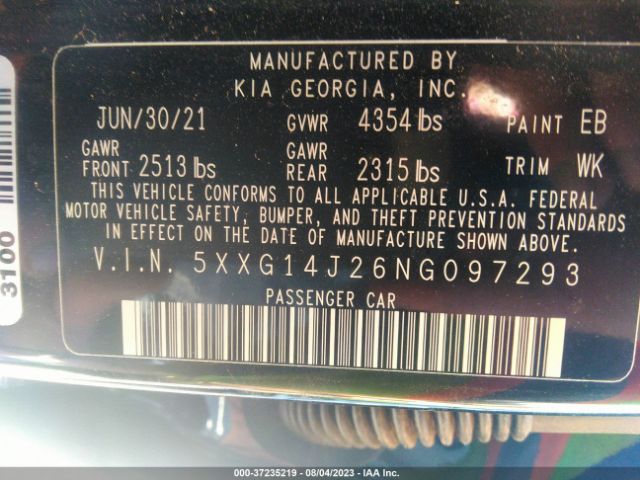 MANUFACTURED BY
KIA GEORGIA, INC.
JUN/30/21 GVWR 4354 lbs PAINT EB
GAWR FRONT 2513 lbs GAWR REAR 2315 lbs TRIM WK
THIS VEHICLE CONFORMS TO ALL APPLICABLE U.S.A. FEDERAL
MOTOR VEHICLE SAFETY, BUMPER, AND THEFT PREVENTION STANDARDS
IN EFFECT ON THE DATE OF MANUFACTURE SHOWN ABOVE.
V.I.N. 5XXG14J26NG097293
PASSENGER CAR
3100
000-37235219 - 08/04/2023 - IAA Inc.